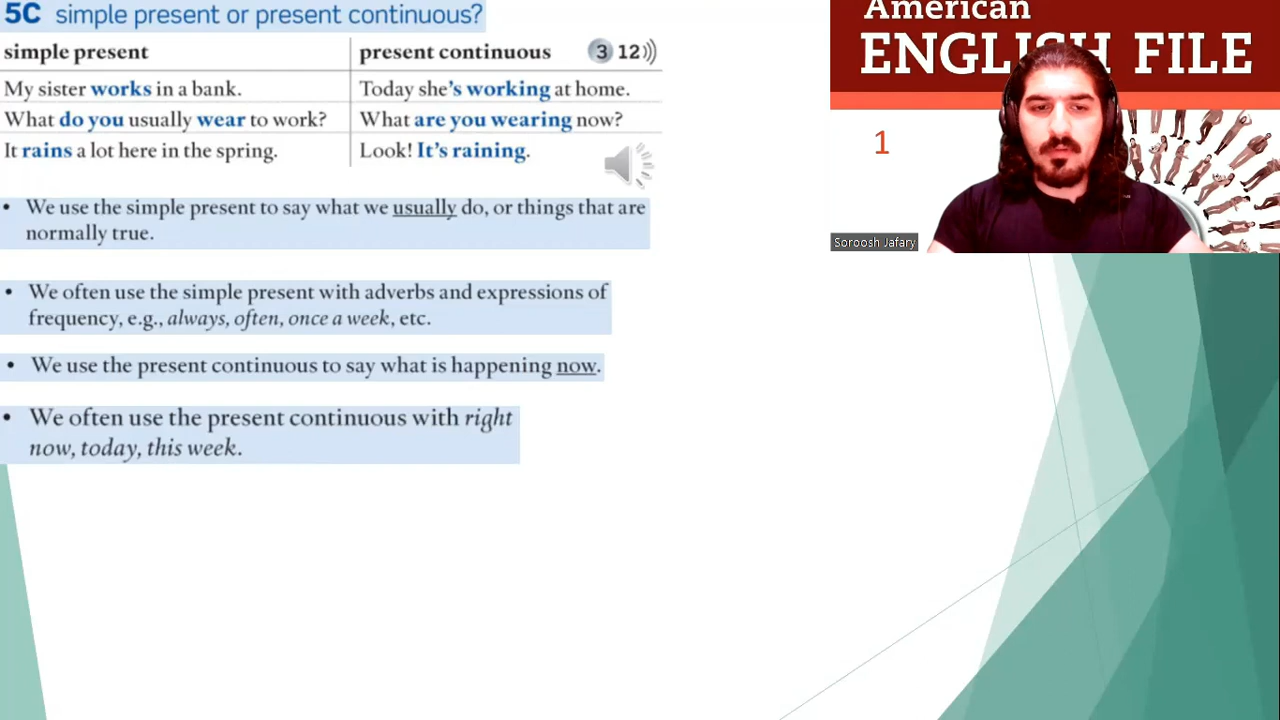 5C simple present or present continuous?
simple present present continuous 3 12
My sister works in a bank. Today she's working at home.
What do you usually wear to work? What are you wearing now?
It rains a lot here in the spring. Look! It's raining.
• We use the simple present to say what we usually do, or things that are
normally true.
• We often use the simple present with adverbs and expressions of
frequency, e.g., always, often, once a week, etc.
• We use the present continuous to say what is happening now.
• We often use the present continuous with right
now, today, this week.
American
ENGLISH FILE
1
Soroosh Jafary